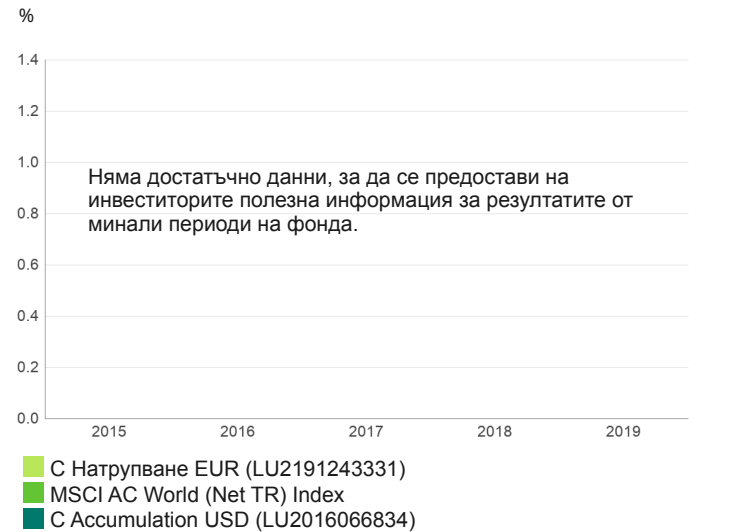 %
1.4
1.2
1.0
Няма достатъчно данни, за да се предостави на
инвеститорите полезна информация за резултатите от
минали периоди на фонда.
0.8
0.6
0.4
0.2
0.0
2015 2016 2017 2018 2019
C Натрупване EUR (LU2191243331)
MSCI AC World (Net TR) Index
C Accumulation USD (LU2016066834)